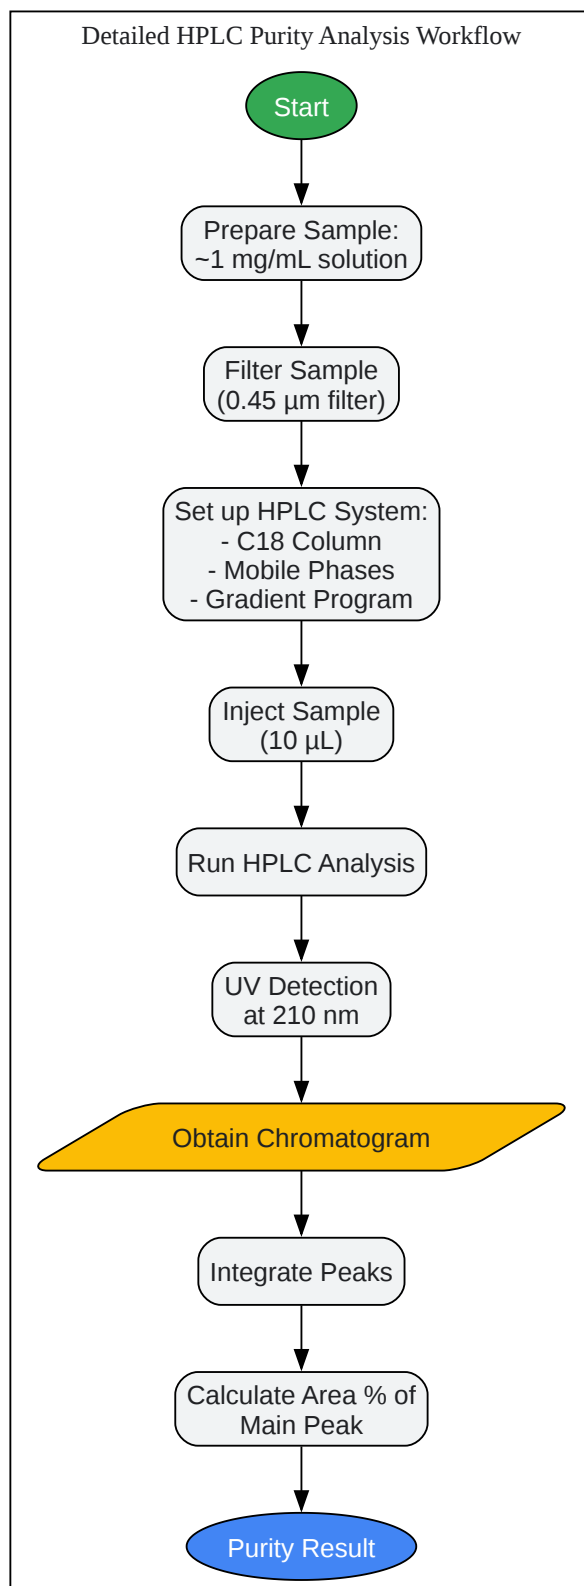 Detailed HPLC Purity Analysis Workflow
Start
Prepare Sample:
~1 mg/mL solution
Filter Sample
(0.45 µm filter)
Set up HPLC System:
- C18 Column
- Mobile Phases
- Gradient Program
Inject Sample
(10 µL)
Run HPLC Analysis
UV Detection
at 210 nm
Obtain Chromatogram
Integrate Peaks
Calculate Area % of
Main Peak
Purity Result